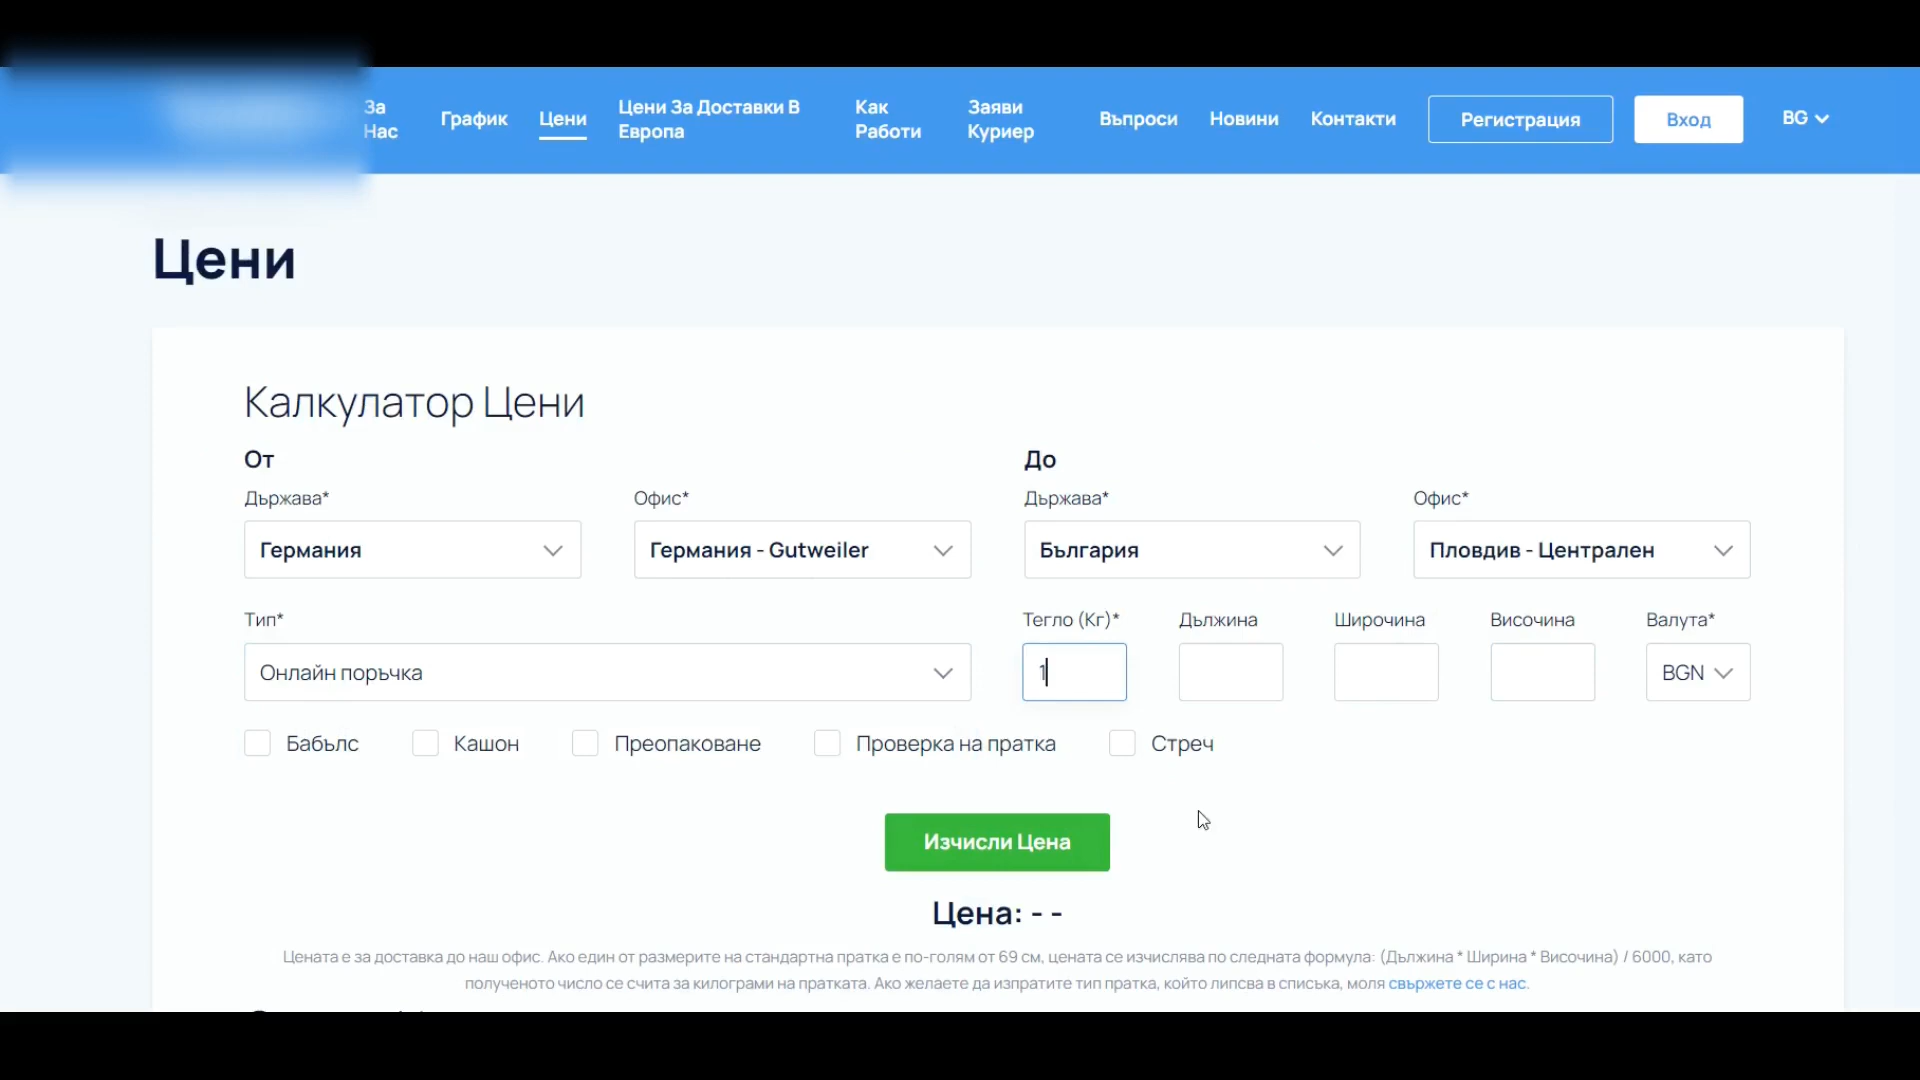 За
Нас
График
Цени
Цени За Доставки В
Европа
Как
Работи
Заяви
Куриер
Въпроси
Новини
Контакти
Регистрация
Вход
BG
Цени
Калкулатор Цени
От
До
Държава*
Офис*
Държава*
Офис*
Германия
Германия - Gutweiler
България
Пловдив - Централен
Тип*
Тегло (Кг)*
Дължина
Широчина
Височина
Валута*
Онлайн поръчка
1
BGN
Бабълс
Кашон
Преопаковане
Проверка на пратка
Стреч
Изчисли Цена
Цена: - -
Цената е за доставка до наш офис. Ако един от размерите на стандартна пратка е по-голям от 69 см, цената се изчислява по следната формула: (Дължина * Ширина * Височина) / 6000, като
полученото число се счита за килограми на пратката. Ако желаете да изпратите тип пратка, който липсва в списъка, моля свържете се с нас.